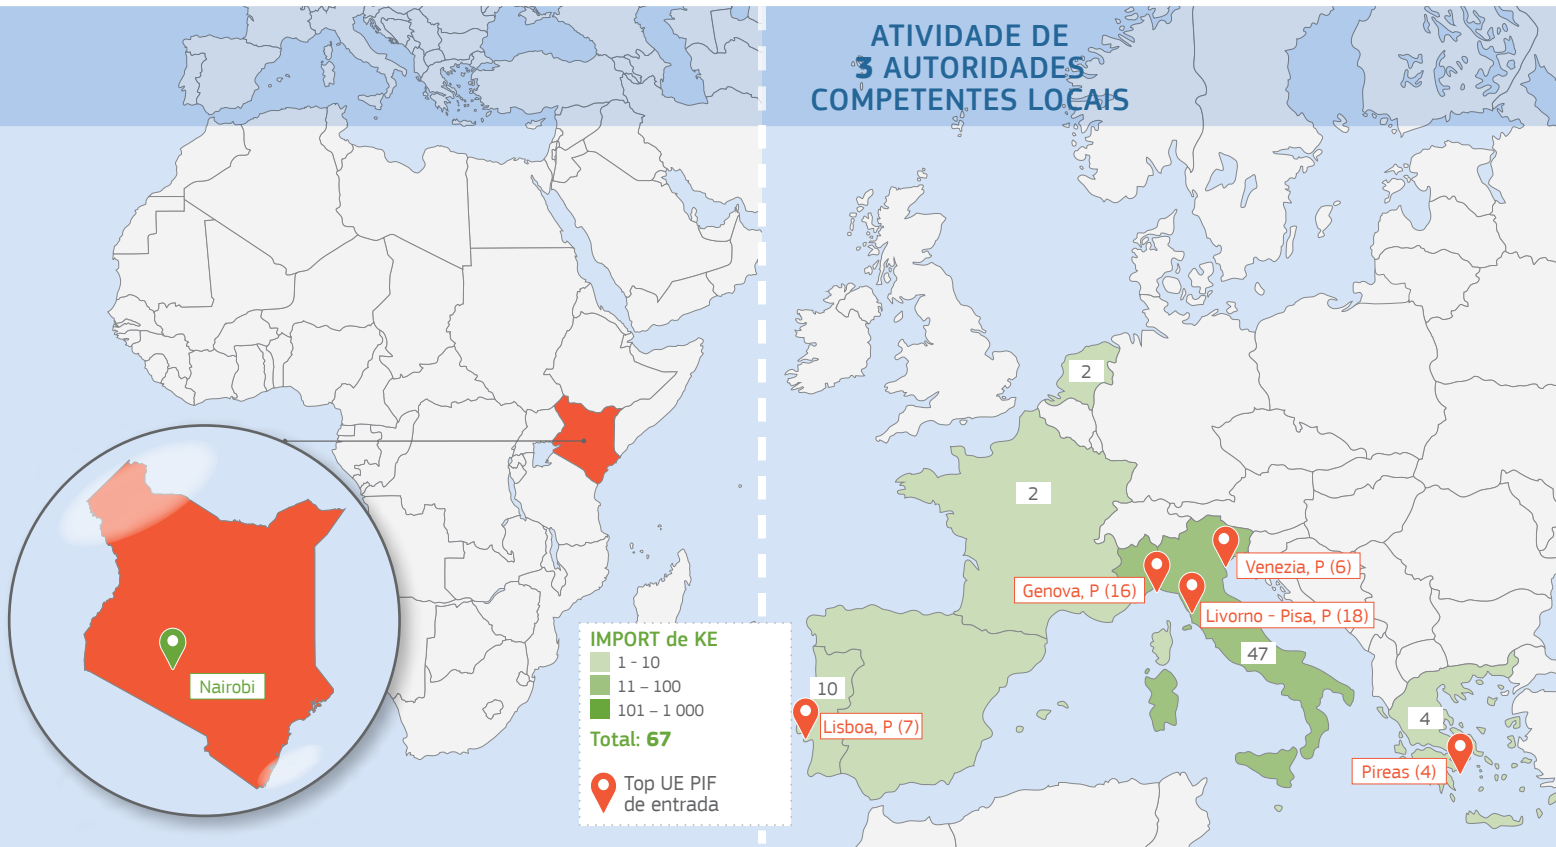 ATIVIDADE DE
3 AUTORIDADES
COMPETENTES LOCAIS
2
2
Venezia, P (6)
Genova, P (16)
Livorno - Pisa, P (18)
47
10
Lisboa, P (7)
4
Pireas (4)
Nairobi
IMPORT de KE
1 - 10
11 – 100
101 – 1 000
Total: 67
Top UE PIF
de entrada